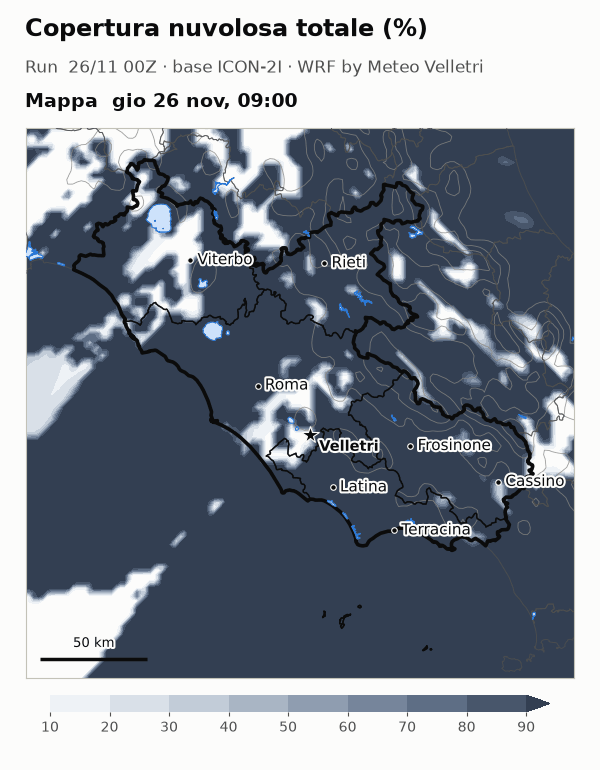 Copertura nuvolosa totale (%)
Run  26/11 00Z · base ICON-2I · WRF by Meteo Velletri
Mappa  gio 26 nov, 09:00
Viterbo
Rieti
Roma
Velletri
Frosinone
Cassino
Latina
Terracina
50 km
10 20 30 40 50 60 70 80 90